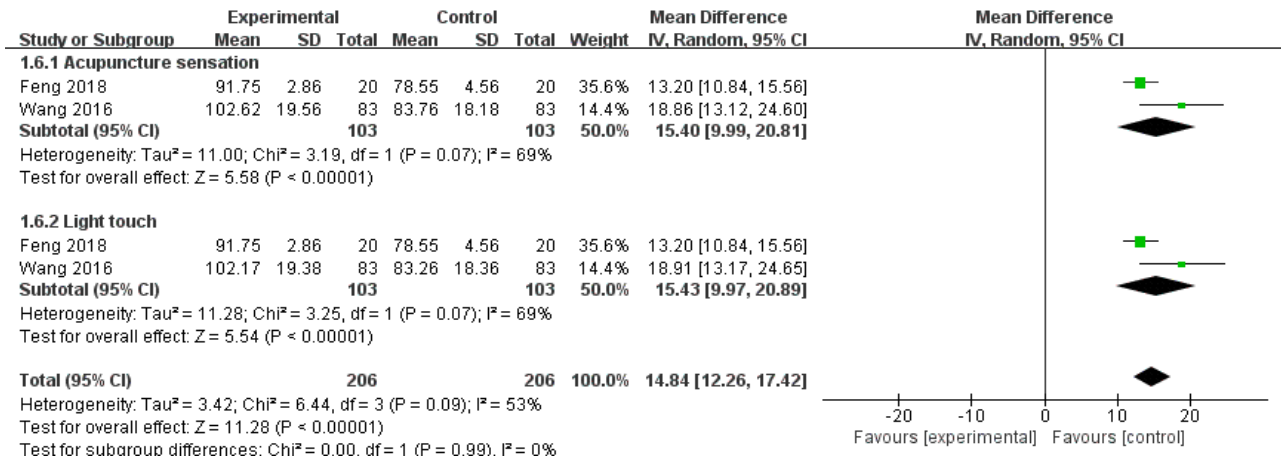 Experimental Control Mean Difference Mean Difference
Study or Subgroup Mean SD Total Mean SD Total Weight IV, Random, 95% CI IV, Random, 95% CI
1.6.1 Acupuncture sensation
Feng 2018 91.75 2.86 20 78.55 4.56 20 35.6% 13.20 [10.84, 15.56]
Wang 2016 102.62 19.56 83 83.76 18.18 83 14.4% 18.86 [13.12, 24.60]
Subtotal (95% CI) 103 103 50.0% 15.40 [9.99, 20.81]
Heterogeneity: Tau² = 11.00; Chi² = 3.19, df = 1 (P = 0.07); I² = 69%
Test for overall effect: Z = 5.58 (P < 0.00001)
1.6.2 Light touch
Feng 2018 91.75 2.86 20 78.55 4.56 20 35.6% 13.20 [10.84, 15.56]
Wang 2016 102.17 19.38 83 83.26 18.36 83 14.4% 18.91 [13.17, 24.65]
Subtotal (95% CI) 103 103 50.0% 15.43 [9.97, 20.89]
Heterogeneity: Tau² = 11.28; Chi² = 3.25, df = 1 (P = 0.07); I² = 69%
Test for overall effect: Z = 5.54 (P < 0.00001)
Total (95% CI) 206 206 100.0% 14.84 [12.26, 17.42]
Heterogeneity: Tau² = 3.42; Chi² = 6.44, df = 3 (P = 0.09); I² = 53%
Test for overall effect: Z = 11.28 (P < 0.00001)
Test for subgroup differences: Chi² = 0.00, df = 1 (P = 0.99), I² = 0%
-20 -10 0 10 20
Favours [experimental] Favours [control]